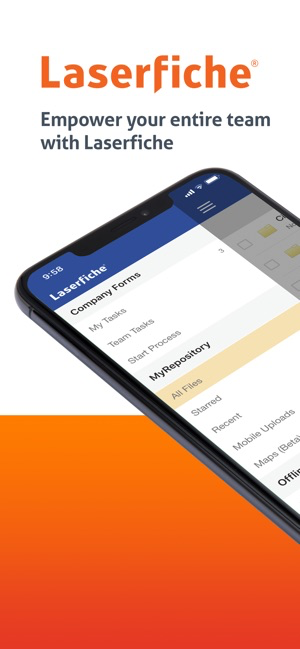 Laserfiche®
Empower your entire team
with Laserfiche
9:58
Laserfiche®
Company Forms
My Tasks
3
Team Tasks
Start Process
MyRepository
All Files
Starred
Recent
Mobile Uploads
Maps (Beta)